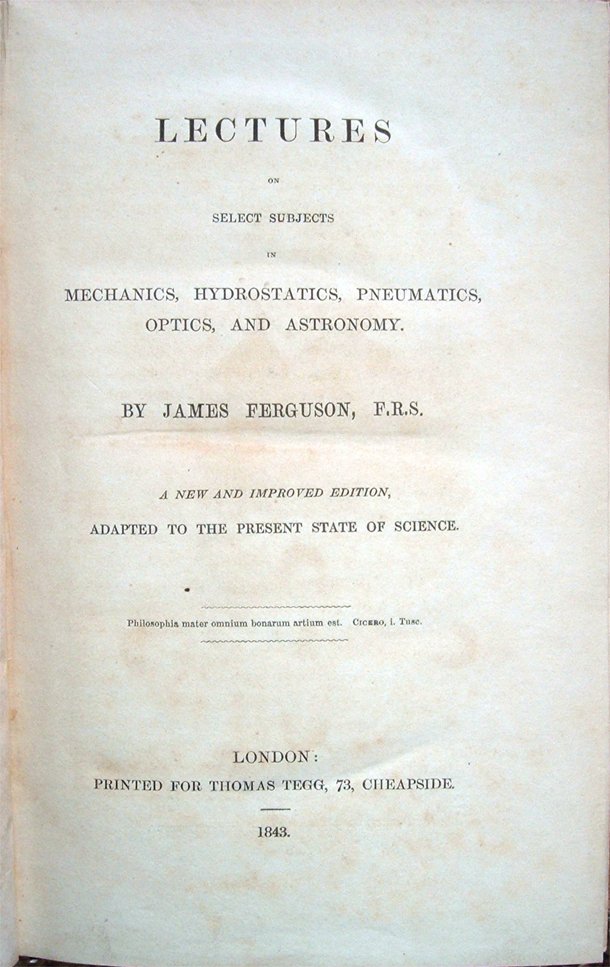 LECTURES
ON
SELECT SUBJECTS
IN
MECHANICS, HYDROSTATICS, PNEUMATICS,
OPTICS, AND ASTRONOMY.
BY JAMES FERGUSON, F.R.S.
A NEW AND IMPROVED EDITION,
ADAPTED TO THE PRESENT STATE OF SCIENCE.
Philosophia mater omnium bonarum artium est. CICERO, i. Tusc.
LONDON:
PRINTED FOR THOMAS TEGG, 73, CHEAPSIDE.
1843.